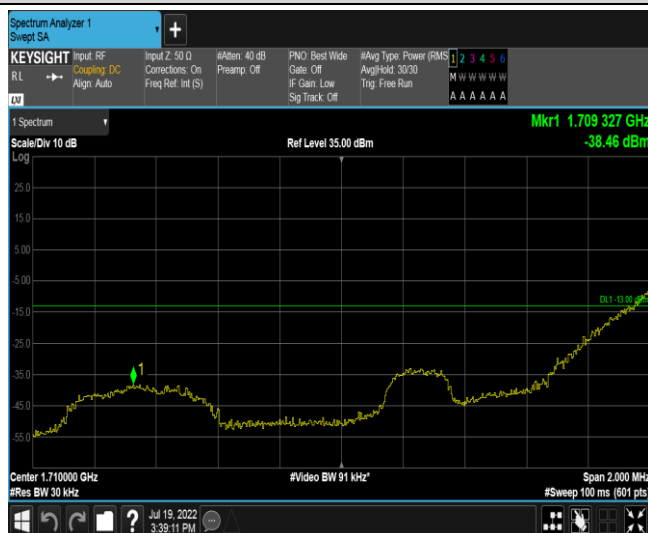 Spectrum Analyzer 1
Swept SA
KEYSIGHT
RL
LXI
Input: RF
Coupling: DC
Align: Auto
Input Z: 50 Ω
Corrections: On
Freq Ref: Int (S)
#Atten: 40 dB
Preamp: Off
PNO: Best Wide
Gate: Off
IF Gain: Low
Sig Track: Off
#Avg Type: Power (RMS
Avg|Hold: 30/30
Trig: Free Run
1 2 3 4 5 6
M W W W W W
A A A A A A
1 Spectrum
Mkr1 1.709 327 GHz
Scale/Div 10 dB
Ref Level 35.00 dBm
-38.46 dBm
Log
25.0
15.0
5.00
-5.00
DL1 -13.00 dBm
-15.0
-25.0
1
-35.0
-45.0
-55.0
Center 1.710000 GHz
#Video BW 91 kHz*
Span 2.000 MHz
#Res BW 30 kHz
#Sweep 100 ms (601 pts)
?
Jul 19, 2022
3:39:11 PM